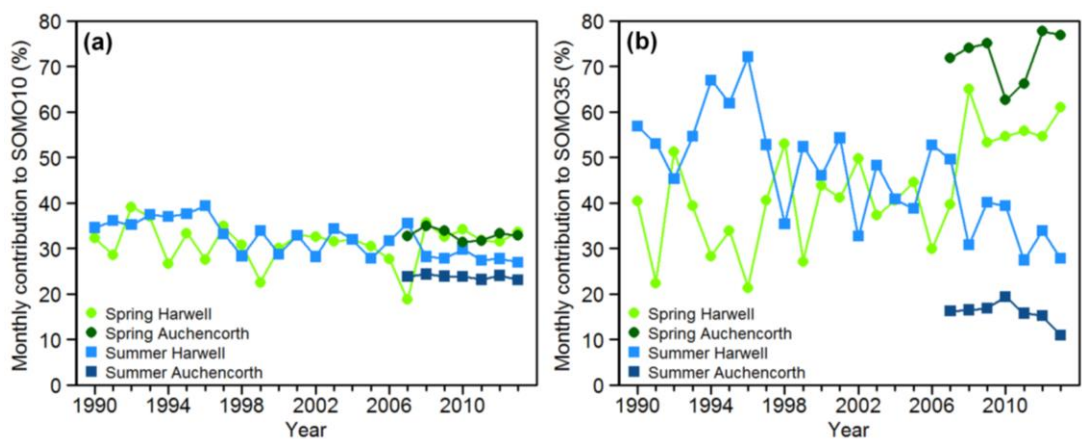 (a)
Monthly contribution to SOMO10 (%)
80
70
60
50
40
30
20
10
0
Spring Harwell
Spring Auchencorth
Summer Harwell
Summer Auchencorth
1990 1994 1998 2002 2006 2010
Year
(b)
Monthly contribution to SOMO35 (%)
80
70
60
50
40
30
20
10
0
Spring Harwell
Spring Auchencorth
Summer Harwell
Summer Auchencorth
1990 1994 1998 2002 2006 2010
Year